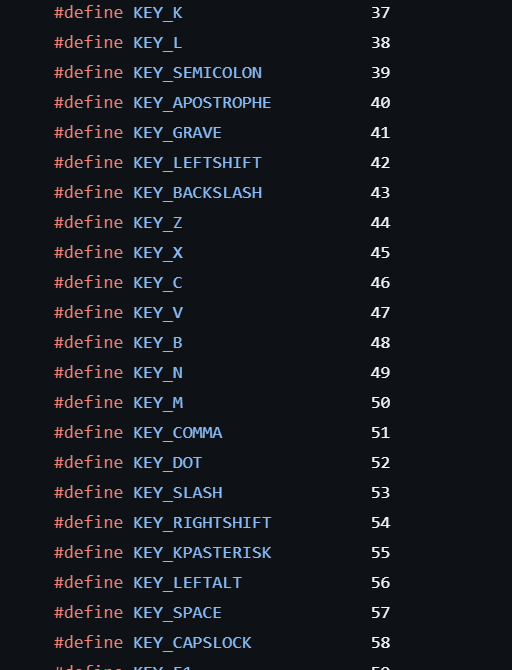 #define KEY_K 37
#define KEY_L 38
#define KEY_SEMICOLON 39
#define KEY_APOSTROPHE 40
#define KEY_GRAVE 41
#define KEY_LEFTSHIFT 42
#define KEY_BACKSLASH 43
#define KEY_Z 44
#define KEY_X 45
#define KEY_C 46
#define KEY_V 47
#define KEY_B 48
#define KEY_N 49
#define KEY_M 50
#define KEY_COMMA 51
#define KEY_DOT 52
#define KEY_SLASH 53
#define KEY_RIGHTSHIFT 54
#define KEY_KPASTERISK 55
#define KEY_LEFTALT 56
#define KEY_SPACE 57
#define KEY_CAPSLOCK 58